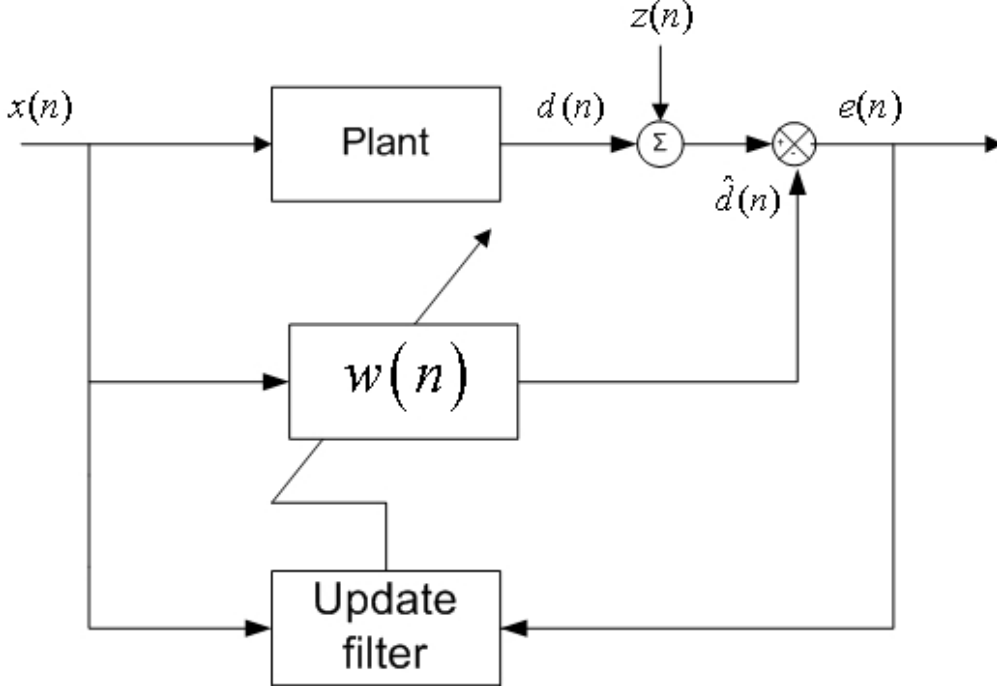 z(n)
x(n)
Plant
d(n)
Σ
+
-
e(n)
d̂(n)
w(n)
Update
filter